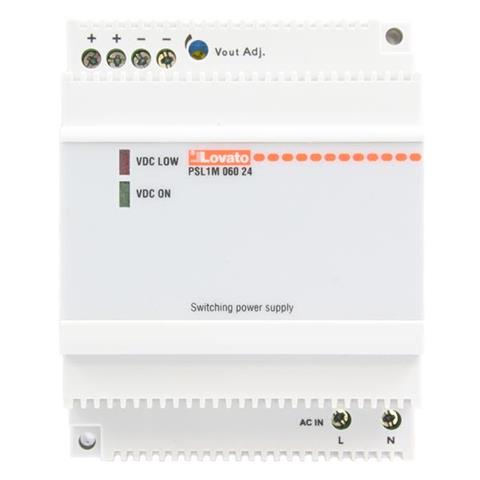 + + - -
Vout Adj.
VDC LOW
Lovato
PSL1M 060 24
VDC ON
Switching power supply
AC IN
L N